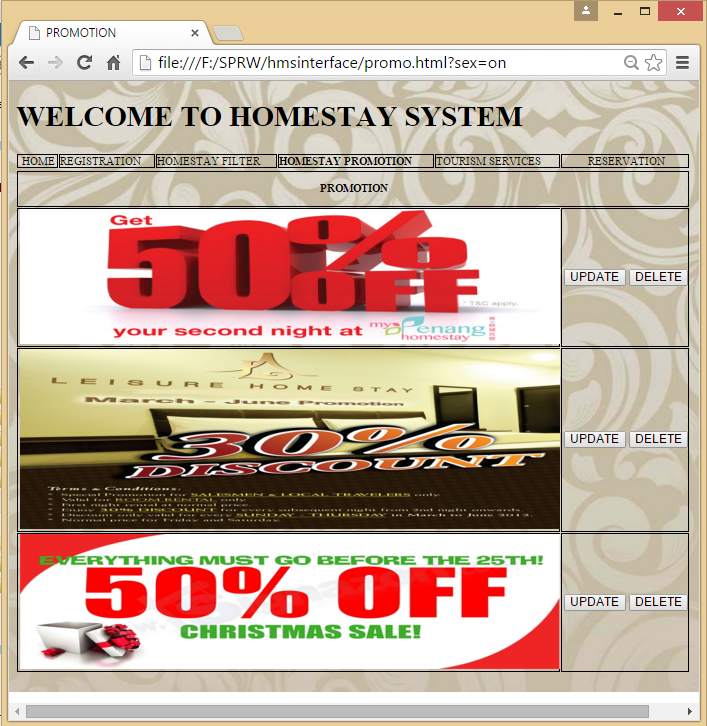 PROMOTION
file:///F:/SPRW/hmsinterface/promo.html?sex=on
WELCOME TO HOMESTAY SYSTEM
HOME REGISTRATION HOMESTAY FILTER HOMESTAY PROMOTION TOURISM SERVICES RESERVATION
PROMOTION
Get
50%
OFF
* T&C apply.
your second night at my Penang
homestay
UPDATE DELETE
LEISURE HOME STAY
March - June Promotion
30%
DISCOUNT
Terms & Conditions:
Special Promotion for SALESMEN & LOCAL TRAVELERS only.
Valid for ROOM RENTAL only.
First night rental at normal price.
Enjoy 30% DISCOUNT for every subsequent night from 2nd night onwards.
Discount only valid for every SUNDAY - THURSDAY in March to June 2012.
Normal price for Friday and Saturday.
UPDATE DELETE
EVERYTHING MUST GO BEFORE THE 25TH!
50% OFF
CHRISTMAS SALE!
UPDATE DELETE